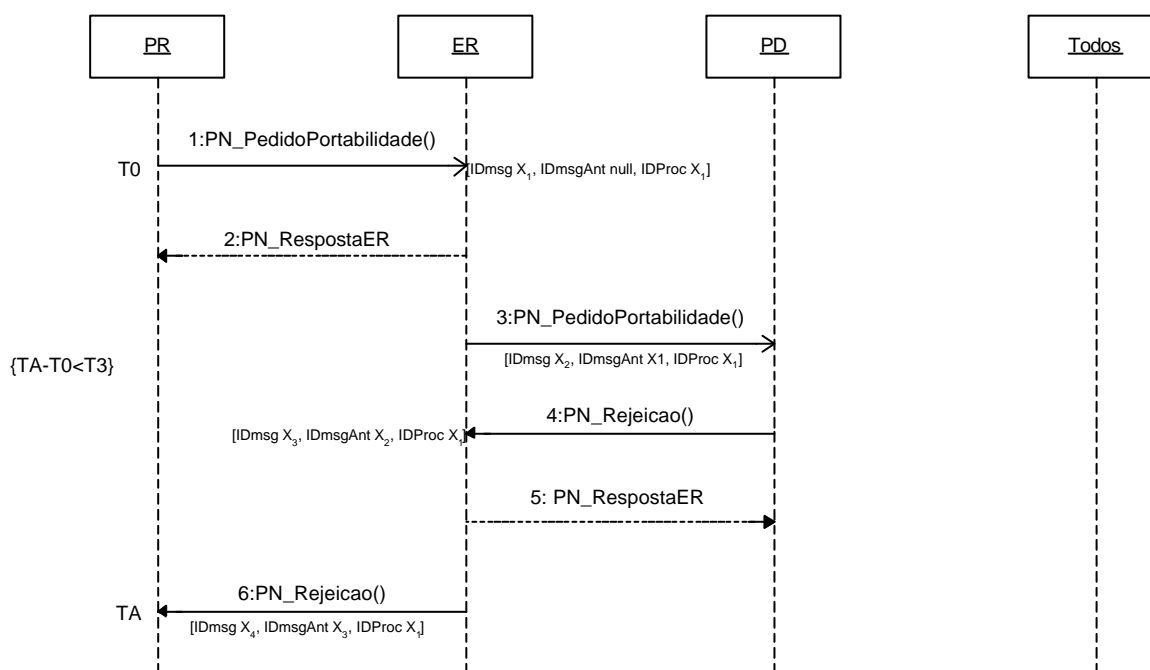 PR ER PD Todos
1:PN_PedidoPortabilidade()
T0 [IDmsg X1, IDmsgAnt null, IDProc X1]
2:PN_RespostaER
3:PN_PedidoPortabilidade()
[IDmsg X2, IDmsgAnt X1, IDProc X1]
{TA-T0<T3}
4:PN_Rejeicao()
[IDmsg X3, IDmsgAnt X2, IDProc X1]
5: PN_RespostaER
6:PN_Rejeicao()
TA
[IDmsg X4, IDmsgAnt X3, IDProc X1]